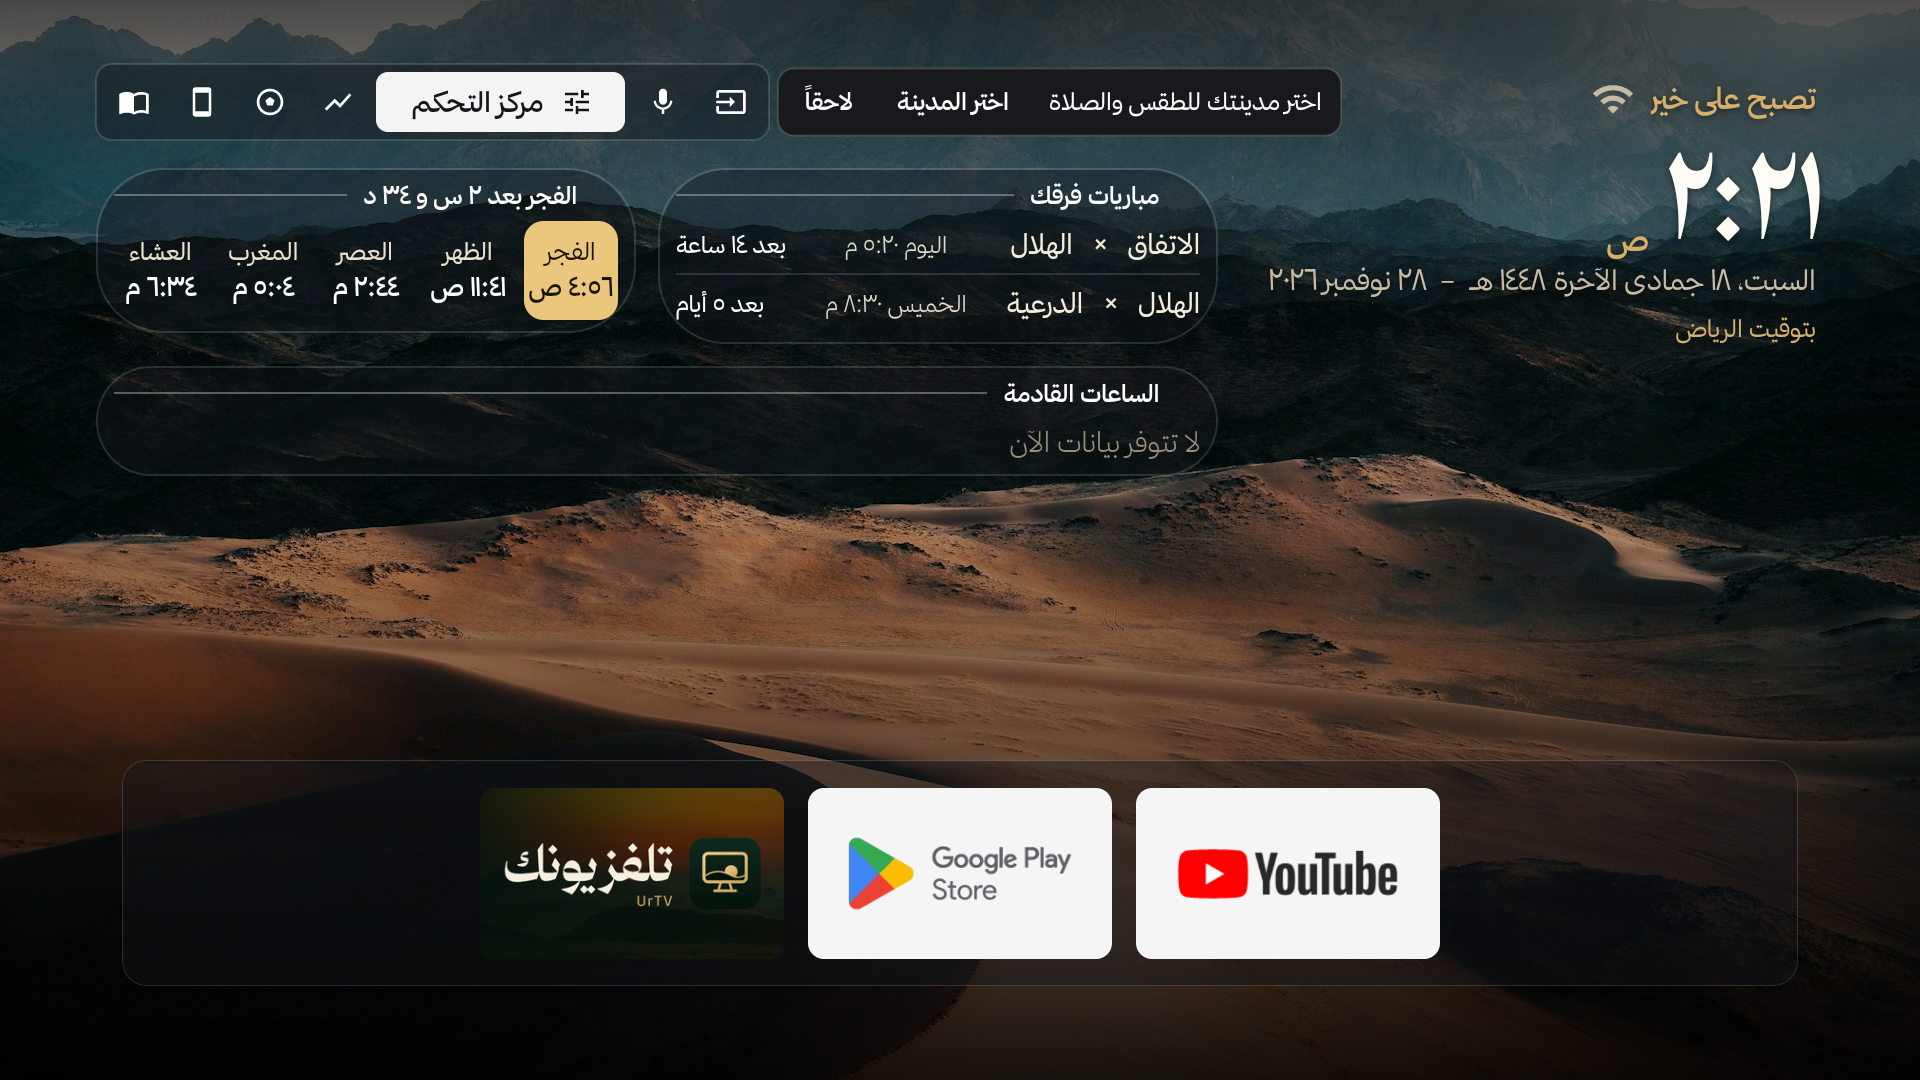 تصبح على خير
٢:٢١ ص
السبت، ١٨ جمادى الآخرة ١٤٤٨ هـ – ٢٨ نوفمبر ٢٠٢٦
بتوقيت الرياض
اختر مدينتك للطقس والصلاة اختر المدينة لاحقاً
مركز التحكم
مباريات فرقك
الاتفاق × الهلال اليوم ٥:٢٠ م بعد ١٤ ساعة
الهلال × الدرعية الخميس ٨:٣٠ م بعد ٥ أيام
الفجر بعد ٢ س و ٣٤ د
الفجر الظهر العصر المغرب العشاء
٤:٥٦ ص ١١:٤١ ص ٢:٤٤ م ٥:٠٤ م ٦:٣٤ م
الساعات القادمة
لا تتوفر بيانات الآن
YouTube
Google Play
Store
تلفزيونك
UrTV